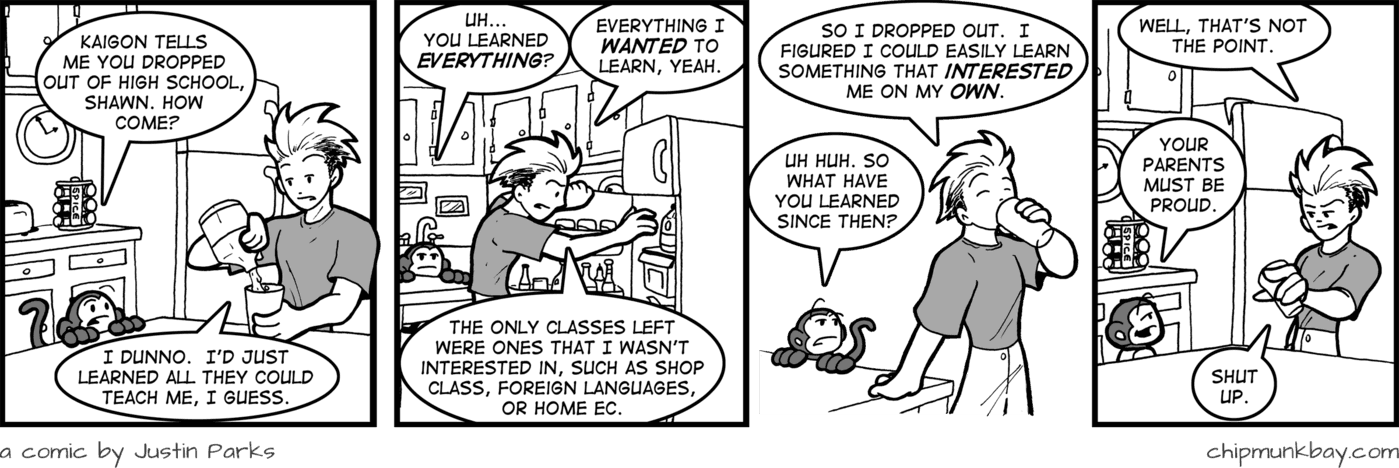 KAIGON TELLS
ME YOU DROPPED
OUT OF HIGH SCHOOL,
SHAWN. HOW
COME?
SPICE
I DUNNO. I'D JUST
LEARNED ALL THEY COULD
TEACH ME, I GUESS.
UH...
YOU LEARNED
EVERYTHING?
EVERYTHING I
WANTED TO
LEARN, YEAH.
THE ONLY CLASSES LEFT
WERE ONES THAT I WASN'T
INTERESTED IN, SUCH AS SHOP
CLASS, FOREIGN LANGUAGES,
OR HOME EC.
SO I DROPPED OUT. I
FIGURED I COULD EASILY LEARN
SOMETHING THAT INTERESTED
ME ON MY OWN.
UH HUH. SO
WHAT HAVE
YOU LEARNED
SINCE THEN?
WELL, THAT'S NOT
THE POINT.
YOUR
PARENTS
MUST BE
PROUD.
SPICE
SHUT
UP.
a comic by Justin Parks
chipmunkbay.com